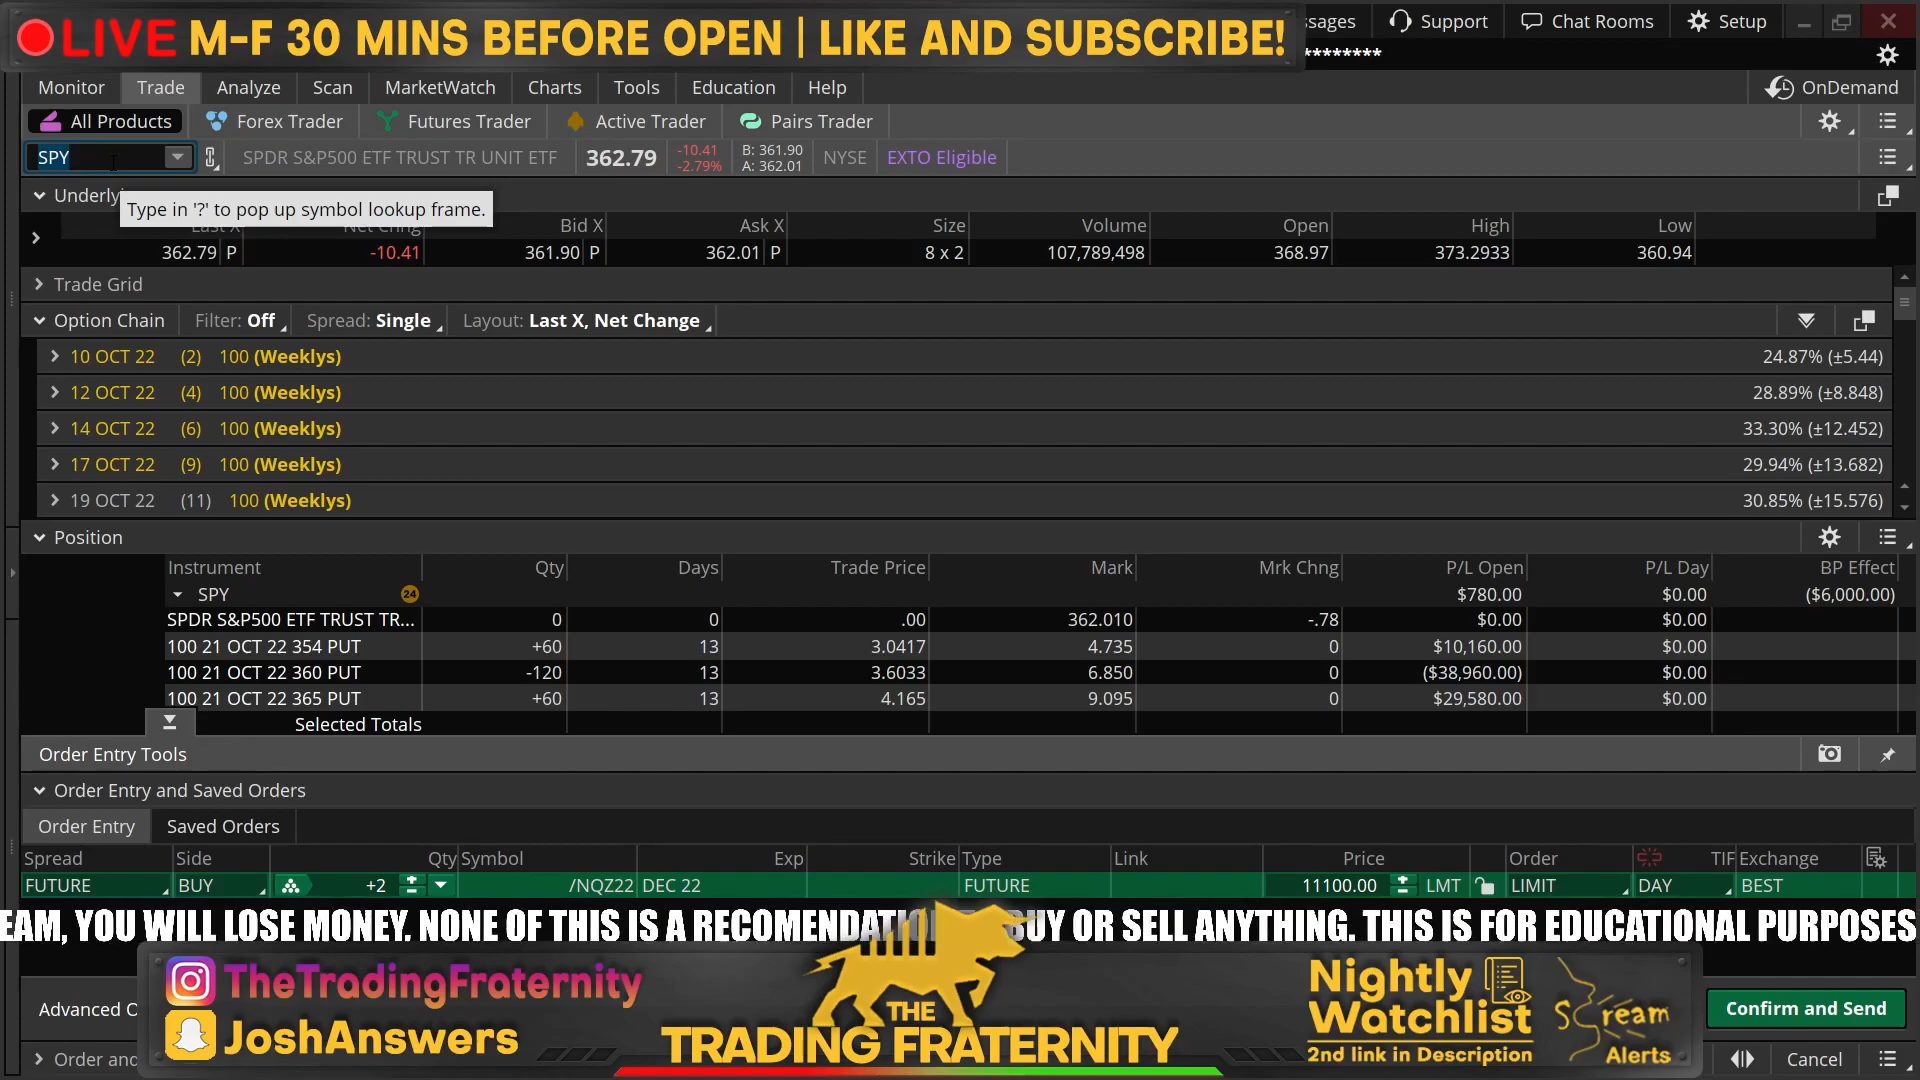 LIVE M-F 30 MINS BEFORE OPEN | LIKE AND SUBSCRIBE!
Support Chat Rooms Setup
********
Monitor Trade Analyze Scan MarketWatch Charts Tools Education Help OnDemand
All Products Forex Trader Futures Trader Active Trader Pairs Trader
SPY SPDR S&P500 ETF TRUST TR UNIT ETF 362.79 -10.41 -2.79% B: 361.90 A: 362.01 NYSE EXTO Eligible
Type in '?' to pop up symbol lookup frame.
Bid X Ask X Size Volume Open High Low
362.79 P -10.41 361.90 P 362.01 P 8 x 2 107,789,498 368.97 373.2933 360.94
Trade Grid
Option Chain Filter: Off Spread: Single Layout: Last X, Net Change
10 OCT 22 (2) 100 (Weeklys) 24.87% (±5.44)
12 OCT 22 (4) 100 (Weeklys) 28.89% (±8.848)
14 OCT 22 (6) 100 (Weeklys) 33.30% (±12.452)
17 OCT 22 (9) 100 (Weeklys) 29.94% (±13.682)
19 OCT 22 (11) 100 (Weeklys) 30.85% (±15.576)
Position
Instrument Qty Days Trade Price Mark Mrk Chng P/L Open P/L Day BP Effect
SPY 24 $780.00 $0.00 ($6,000.00)
SPDR S&P500 ETF TRUST TR... 0 0 .00 362.010 -.78 $0.00 $0.00
100 21 OCT 22 354 PUT +60 13 3.0417 4.735 0 $10,160.00 $0.00
100 21 OCT 22 360 PUT -120 13 3.6033 6.850 0 ($38,960.00) $0.00
100 21 OCT 22 365 PUT +60 13 4.165 9.095 0 $29,580.00 $0.00
Selected Totals
Order Entry Tools
Order Entry and Saved Orders
Order Entry Saved Orders
Spread Side Qty Symbol Exp Strike Type Link Price Order TIF Exchange
FUTURE BUY +2 /NQZ22 DEC 22 FUTURE 11100.00 LMT LIMIT DAY BEST
EAM, YOU WILL LOSE MONEY. NONE OF THIS IS A RECOMENDATIO BUY OR SELL ANYTHING. THIS IS FOR EDUCATIONAL PURPOSES
Advanced O
TheTradingFraternity
JoshAnswers
THE
TRADING FRATERNITY
Nightly
Watchlist
2nd link in Description
Scream
Alerts
Confirm and Send
Order and
Cancel